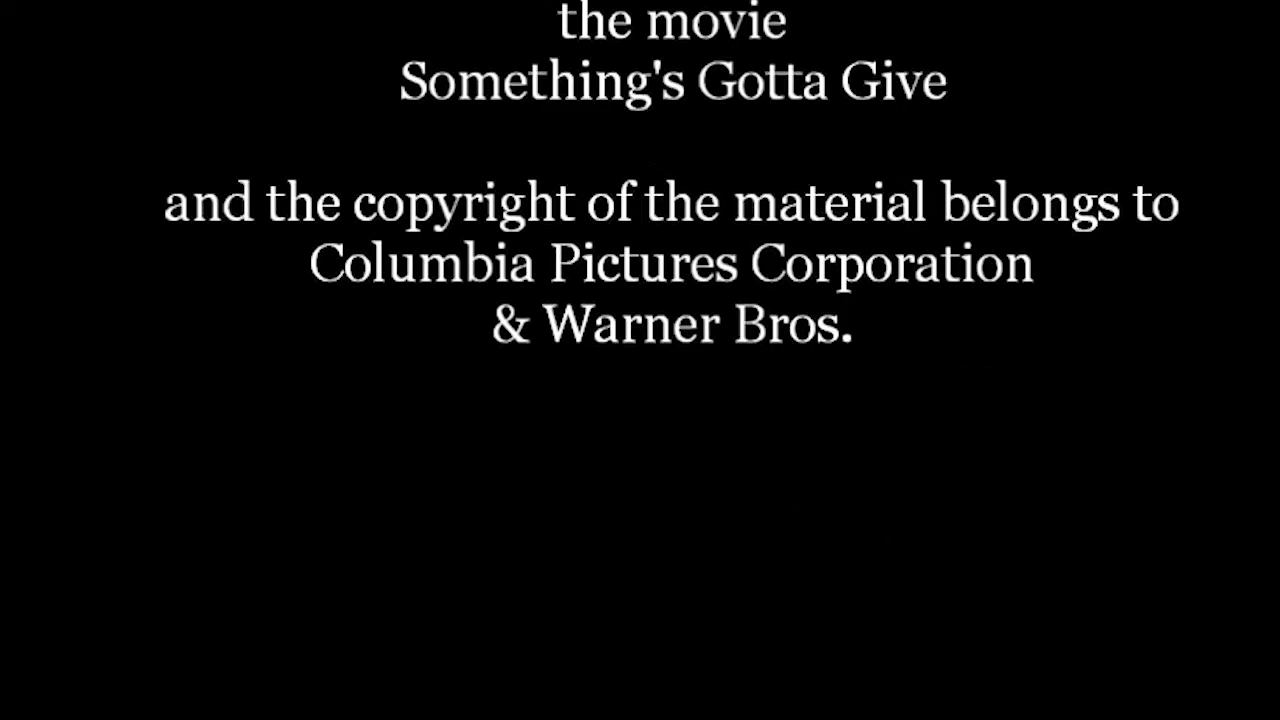 the movie
Something's Gotta Give
and the copyright of the material belongs to
Columbia Pictures Corporation
& Warner Bros.